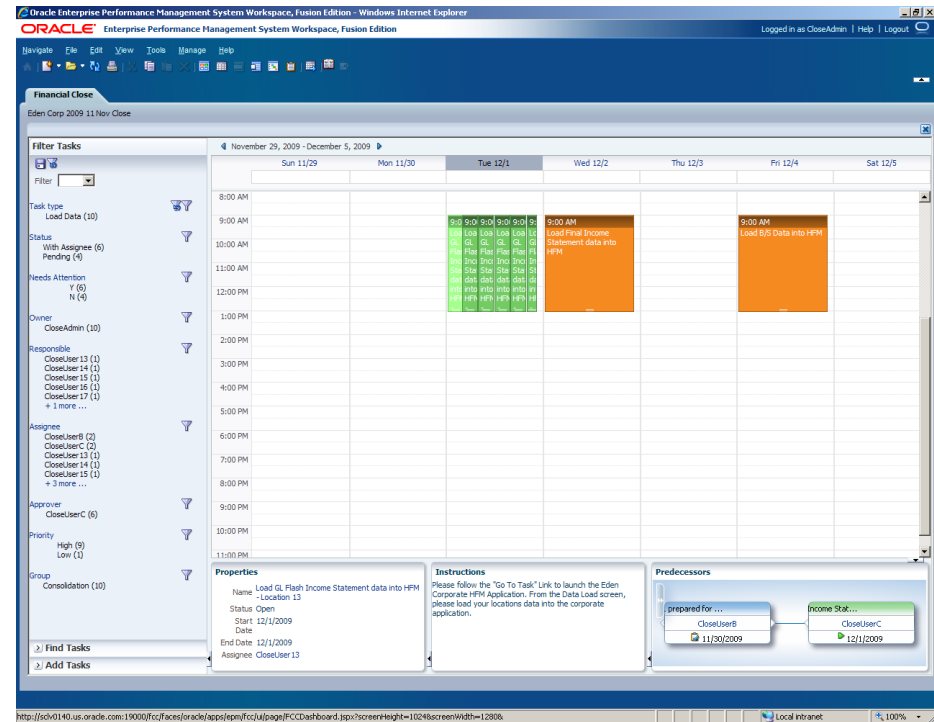 Oracle Enterprise Performance Management System Workspace, Fusion Edition - Windows Internet Explorer
ORACLE Enterprise Performance Management System Workspace, Fusion Edition
Logged in as CloseAdmin | Help | Logout
Navigate File Edit View Tools Manage Help
Financial Close
Eden Corp 2009 11 Nov Close
Filter Tasks
November 29, 2009 - December 5, 2009
Sun 11/29 Mon 11/30 Tue 12/1 Wed 12/2 Thu 12/3 Fri 12/4 Sat 12/5
Filter
Task type
Load Data (10)
Status
With Assignee (6)
Pending (4)
Needs Attention
Y (6)
N (4)
Owner
CloseAdmin (10)
Responsible
CloseUser13 (1)
CloseUser14 (1)
CloseUser15 (1)
CloseUser16 (1)
CloseUser17 (1)
+ 1 more ...
Assignee
CloseUserB (2)
CloseUserC (2)
CloseUser13 (1)
CloseUser14 (1)
CloseUser15 (1)
+ 3 more ...
Approver
CloseUserC (6)
Priority
High (9)
Low (1)
Group
Consolidation (10)
Find Tasks
Add Tasks
8:00 AM
9:00 AM
10:00 AM
11:00 AM
12:00 PM
1:00 PM
2:00 PM
3:00 PM
4:00 PM
5:00 PM
6:00 PM
7:00 PM
8:00 PM
9:00 PM
10:00 PM
11:00 PM
9:00 AM
Load Final Income
Statement data into
HFM
9:00 AM
Load B/S Data into HFM
Properties
Name Load GL Flash Income Statement data into HFM
- Location 13
Status Open
Start 12/1/2009
Date
End Date 12/1/2009
Assignee CloseUser13
Instructions
Please follow the "Go To Task" Link to launch the Eden
Corporate HFM Application. From the Data Load screen,
please load your locations data into the corporate
application.
Predecessors
prepared for ...
CloseUserB
11/30/2009
ncome Stat...
CloseUserC
12/1/2009
http://sclv0140.us.oracle.com:19000/fcc/faces/oracle/apps/epm/fcc/ui/page/FCCDashboard.jspx?screenHeight=1024&screenWidth=1280&
Local intranet
100%